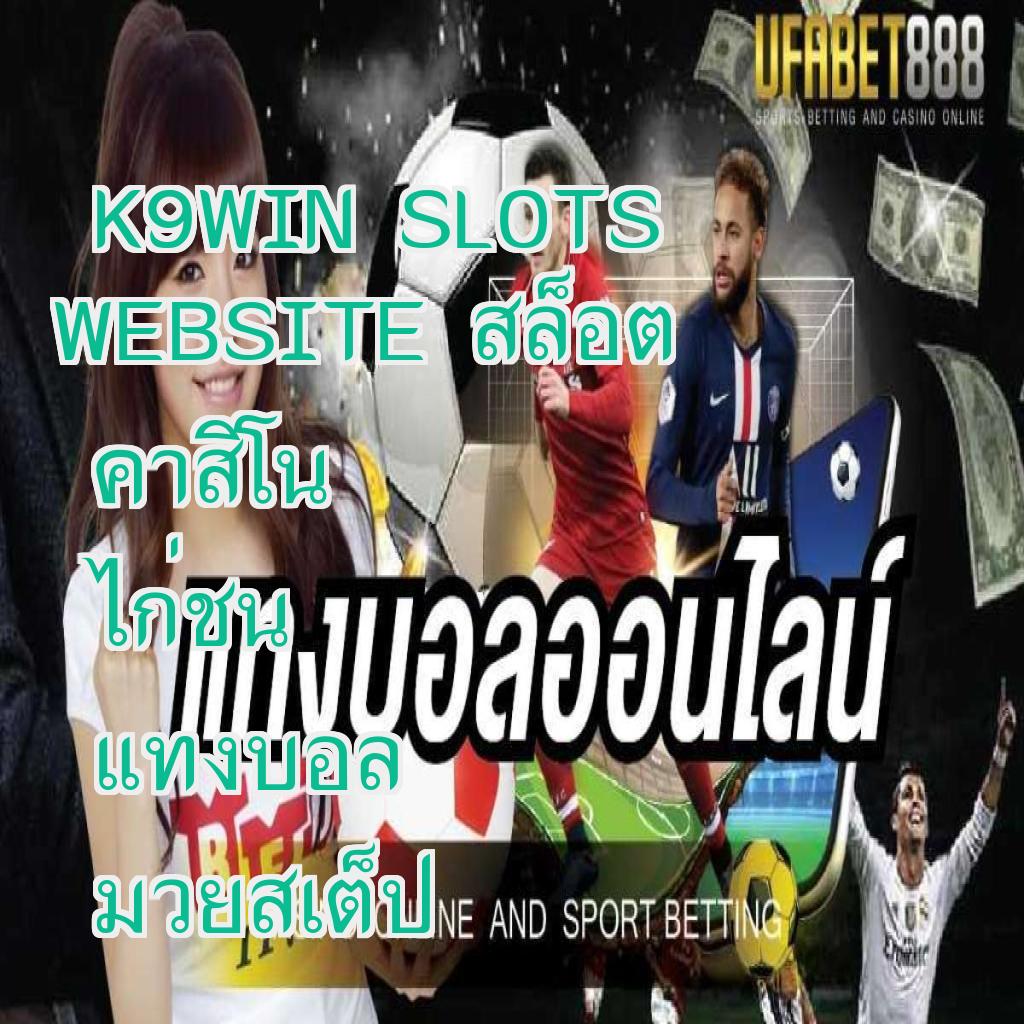 UFABET888
SPORTS BETTING AND CASINO ONLINE
K9WIN SLOTS
WEBSITE สล็อต
คาสิโน
ไก่ชน
แทงบอลออนไลน์
แทงบอล
มวยสเต็ป
AND SPORT BETTING